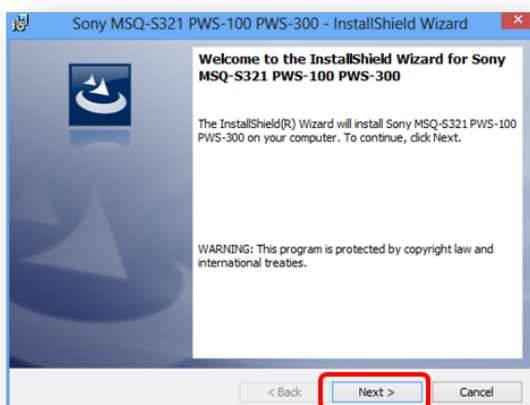 Sony MSQ-S321 PWS-100 PWS-300 - InstallShield Wizard
Welcome to the InstallShield Wizard for Sony
MSQ-S321 PWS-100 PWS-300
The InstallShield(R) Wizard will install Sony MSQ-S321 PWS-100
PWS-300 on your computer. To continue, click Next.
WARNING: This program is protected by copyright law and
international treaties.
< Back Next > Cancel